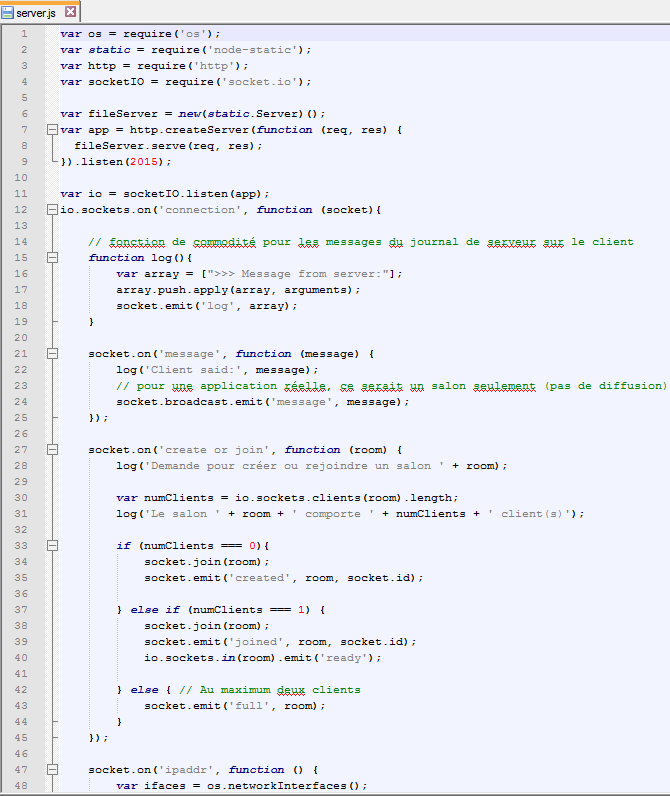 server.js
1 var os = require('os');
2 var static = require('node-static');
3 var http = require('http');
4 var socketIO = require('socket.io');
5
6 var fileServer = new(static.Server)();
7 var app = http.createServer(function (req, res) {
8   fileServer.serve(req, res);
9 }).listen(2015);
10
11 var io = socketIO.listen(app);
12 io.sockets.on('connection', function (socket){
13
14     // fonction de commodité pour les messages du journal de serveur sur le client
15     function log(){
16         var array = [">>> Message from server:"];
17         array.push.apply(array, arguments);
18         socket.emit('log', array);
19     }
20
21     socket.on('message', function (message) {
22         log('Client said:', message);
23         // pour une application réelle, ce serait un salon seulement (pas de diffusion)
24         socket.broadcast.emit('message', message);
25     });
26
27     socket.on('create or join', function (room) {
28         log('Demande pour créer ou rejoindre un salon ' + room);
29
30         var numClients = io.sockets.clients(room).length;
31         log('Le salon ' + room + ' comporte ' + numClients + ' client(s)');
32
33         if (numClients === 0){
34             socket.join(room);
35             socket.emit('created', room, socket.id);
36
37         } else if (numClients === 1) {
38             socket.join(room);
39             socket.emit('joined', room, socket.id);
40             io.sockets.in(room).emit('ready');
41
42         } else { // Au maximum deux clients
43             socket.emit('full', room);
44         }
45     });
46
47     socket.on('ipaddr', function () {
48         var ifaces = os.networkInterfaces();